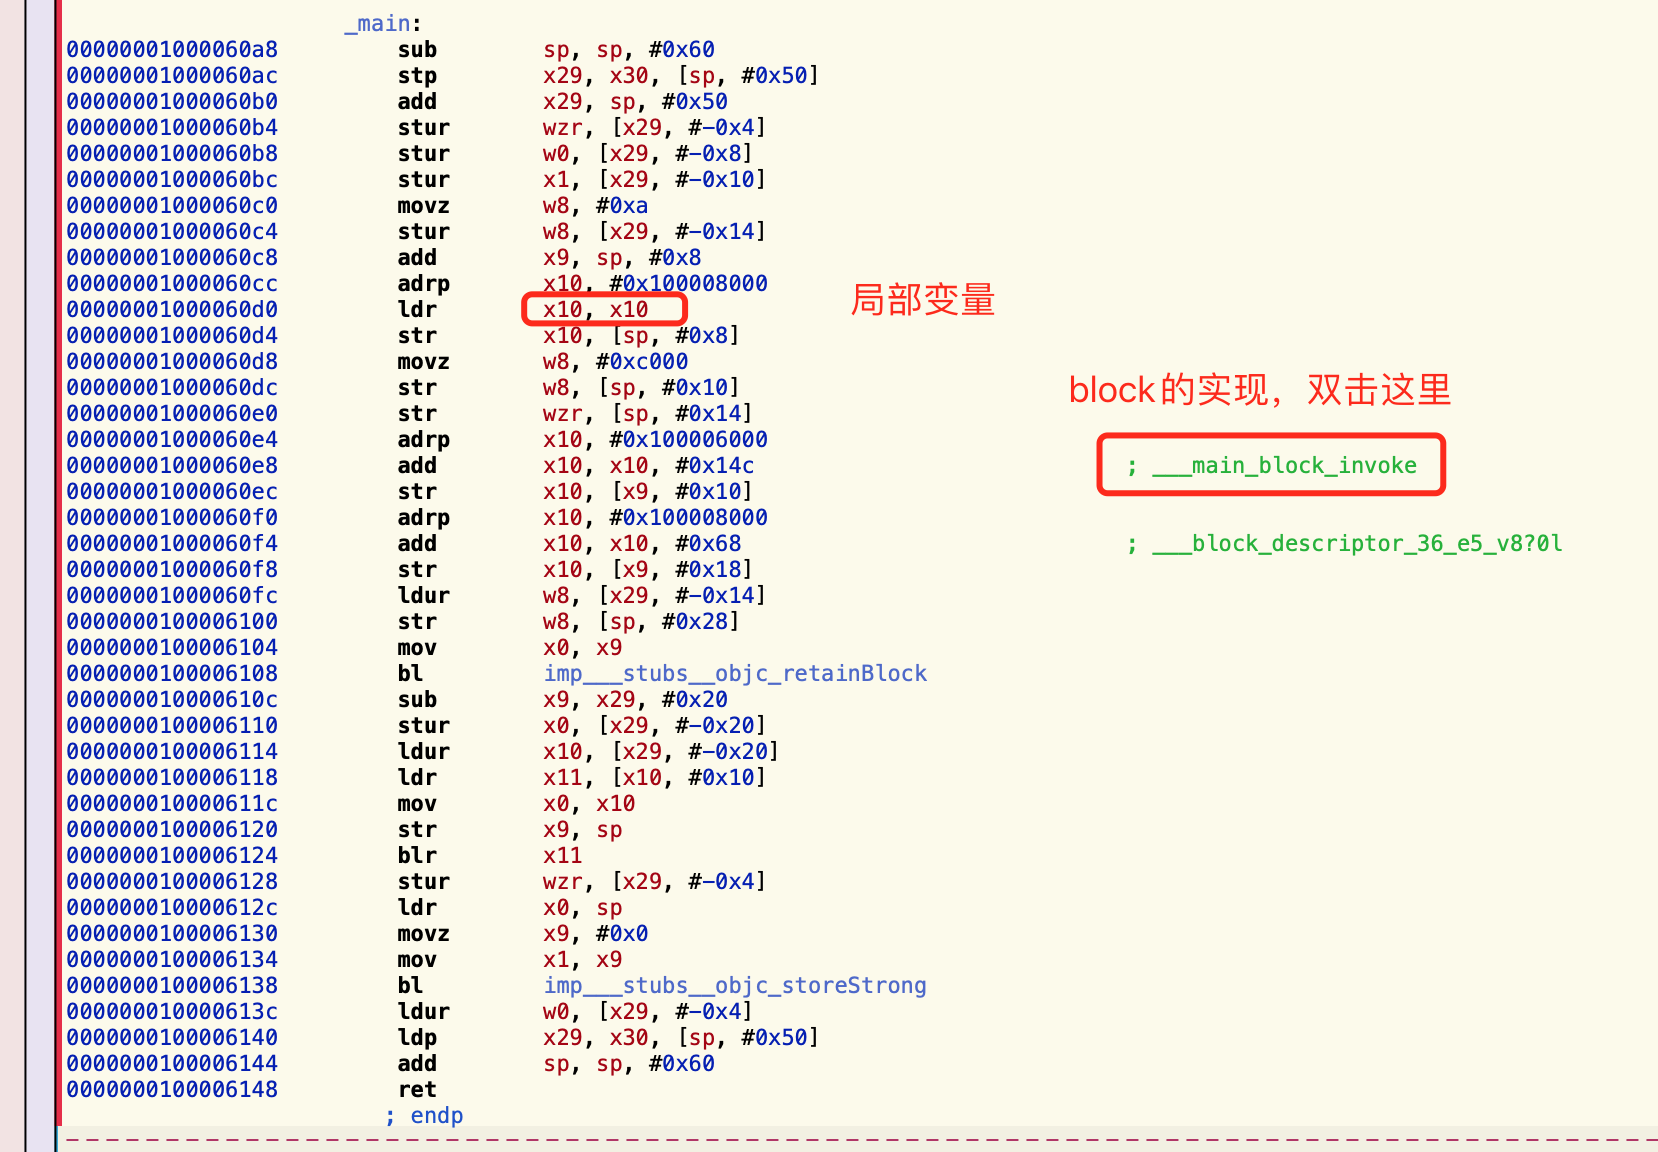 _main:
00000001000060a8 sub sp, sp, #0x60
00000001000060ac stp x29, x30, [sp, #0x50]
00000001000060b0 add x29, sp, #0x50
00000001000060b4 stur wzr, [x29, #-0x4]
00000001000060b8 stur w0, [x29, #-0x8]
00000001000060bc stur x1, [x29, #-0x10]
00000001000060c0 movz w8, #0xa
00000001000060c4 stur w8, [x29, #-0x14]
00000001000060c8 add x9, sp, #0x8
00000001000060cc adrp x10, #0x100008000
00000001000060d0 ldr x10, x10 局部变量
00000001000060d4 str x10, [sp, #0x8]
00000001000060d8 movz w8, #0xc000
00000001000060dc str w8, [sp, #0x10] block的实现，双击这里
00000001000060e0 str wzr, [sp, #0x14]
00000001000060e4 adrp x10, #0x100006000
00000001000060e8 add x10, x10, #0x14c ; ___main_block_invoke
00000001000060ec str x10, [x9, #0x10]
00000001000060f0 adrp x10, #0x100008000
00000001000060f4 add x10, x10, #0x68 ; ___block_descriptor_36_e5_v8?0l
00000001000060f8 str x10, [x9, #0x18]
00000001000060fc ldur w8, [x29, #-0x14]
0000000100006100 str w8, [sp, #0x28]
0000000100006104 mov x0, x9
0000000100006108 bl imp___stubs__objc_retainBlock
000000010000610c sub x9, x29, #0x20
0000000100006110 stur x0, [x29, #-0x20]
0000000100006114 ldur x10, [x29, #-0x20]
0000000100006118 ldr x11, [x10, #0x10]
000000010000611c mov x0, x10
0000000100006120 str x9, sp
0000000100006124 blr x11
0000000100006128 stur wzr, [x29, #-0x4]
000000010000612c ldr x0, sp
0000000100006130 movz x9, #0x0
0000000100006134 mov x1, x9
0000000100006138 bl imp___stubs__objc_storeStrong
000000010000613c ldur w0, [x29, #-0x4]
0000000100006140 ldp x29, x30, [sp, #0x50]
0000000100006144 add sp, sp, #0x60
0000000100006148 ret
; endp